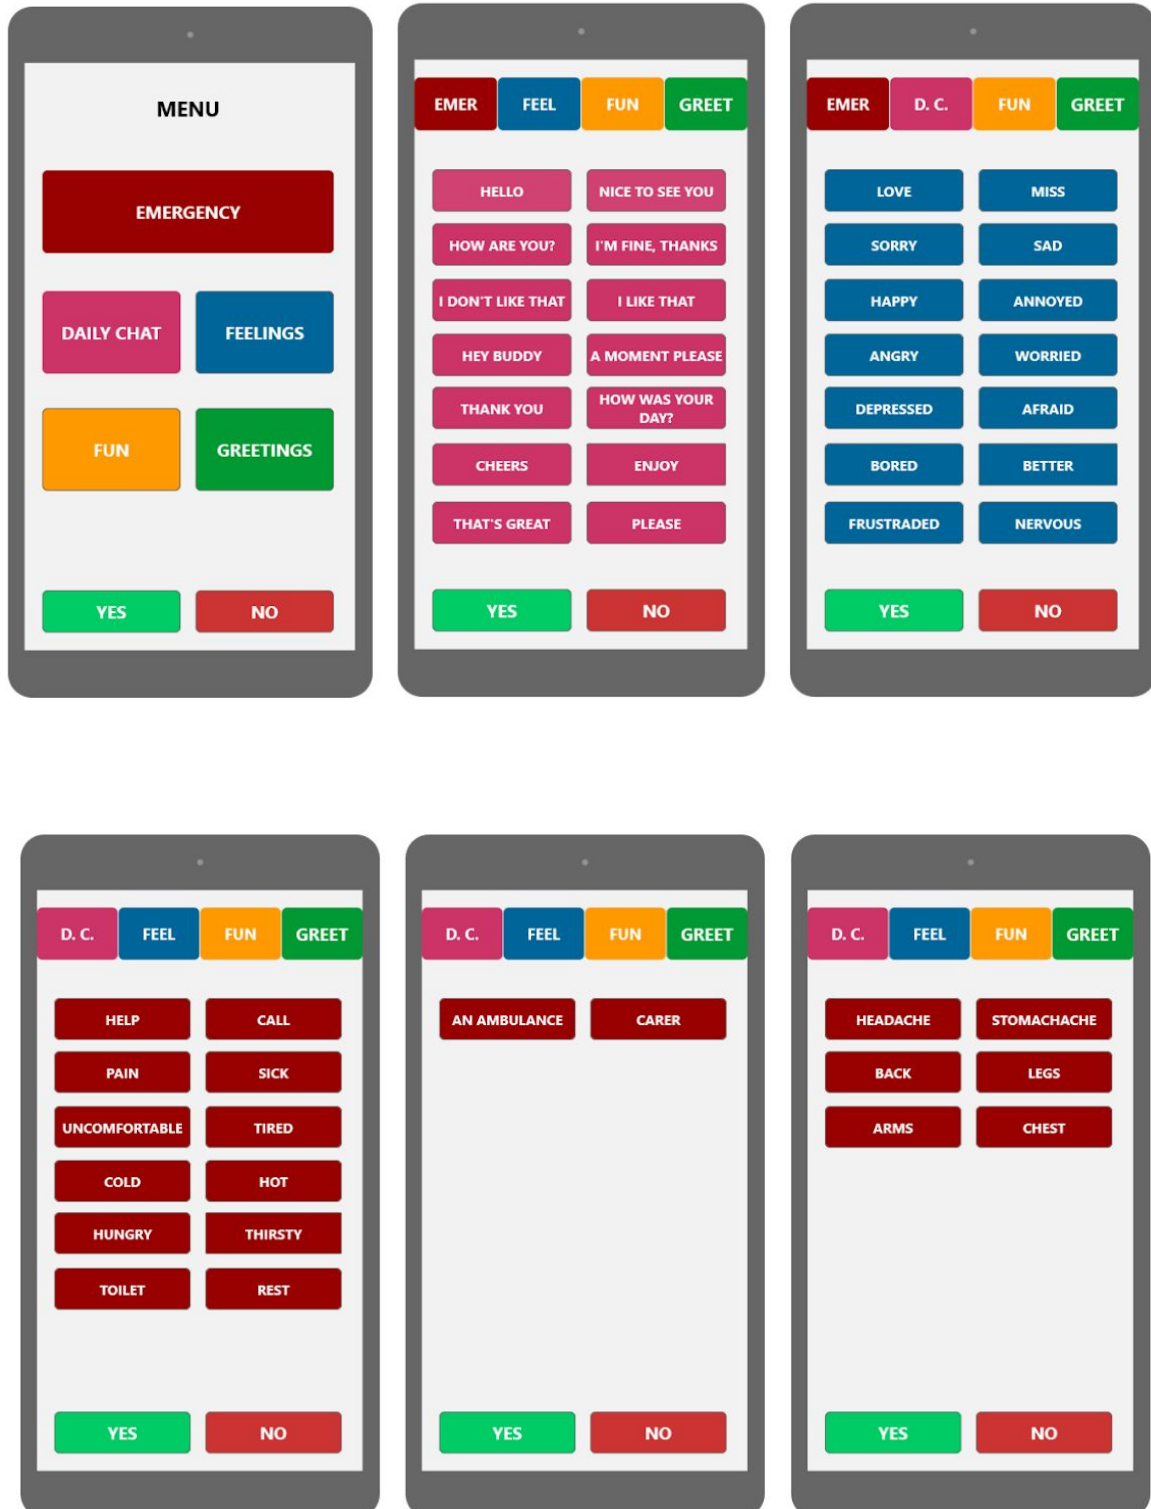 MENU
EMERGENCY
DAILY CHAT FEELINGS
FUN GREETINGS
YES NO
EMER FEEL FUN GREET
HELLO NICE TO SEE YOU
HOW ARE YOU? I'M FINE, THANKS
I DON'T LIKE THAT I LIKE THAT
HEY BUDDY A MOMENT PLEASE
THANK YOU HOW WAS YOUR
DAY?
CHEERS ENJOY
THAT'S GREAT PLEASE
YES NO
EMER D. C. FUN GREET
LOVE MISS
SORRY SAD
HAPPY ANNOYED
ANGRY WORRIED
DEPRESSED AFRAID
BORED BETTER
FRUSTRADED NERVOUS
YES NO
D. C. FEEL FUN GREET
HELP CALL
PAIN SICK
UNCOMFORTABLE TIRED
COLD HOT
HUNGRY THIRSTY
TOILET REST
YES NO
D. C. FEEL FUN GREET
AN AMBULANCE CARER
YES NO
D. C. FEEL FUN GREET
HEADACHE STOMACHACHE
BACK LEGS
ARMS CHEST
YES NO